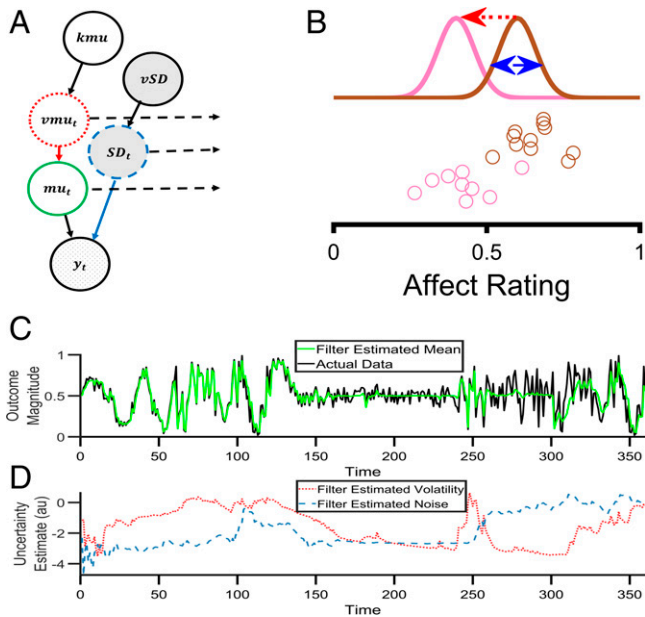 A
kmu
vSD
vmu_t
SD_t
mu_t
y_t
B
0
0.5
1
Affect Rating
C
Filter Estimated Mean
Actual Data
Outcome
Magnitude
1
0.5
0
0
50
100
150
200
250
300
350
Time
D
Filter Estimated Volatility
Filter Estimated Noise
Uncertainty
Estimate (au)
0
-2
-4
0
50
100
150
200
250
300
350
Time